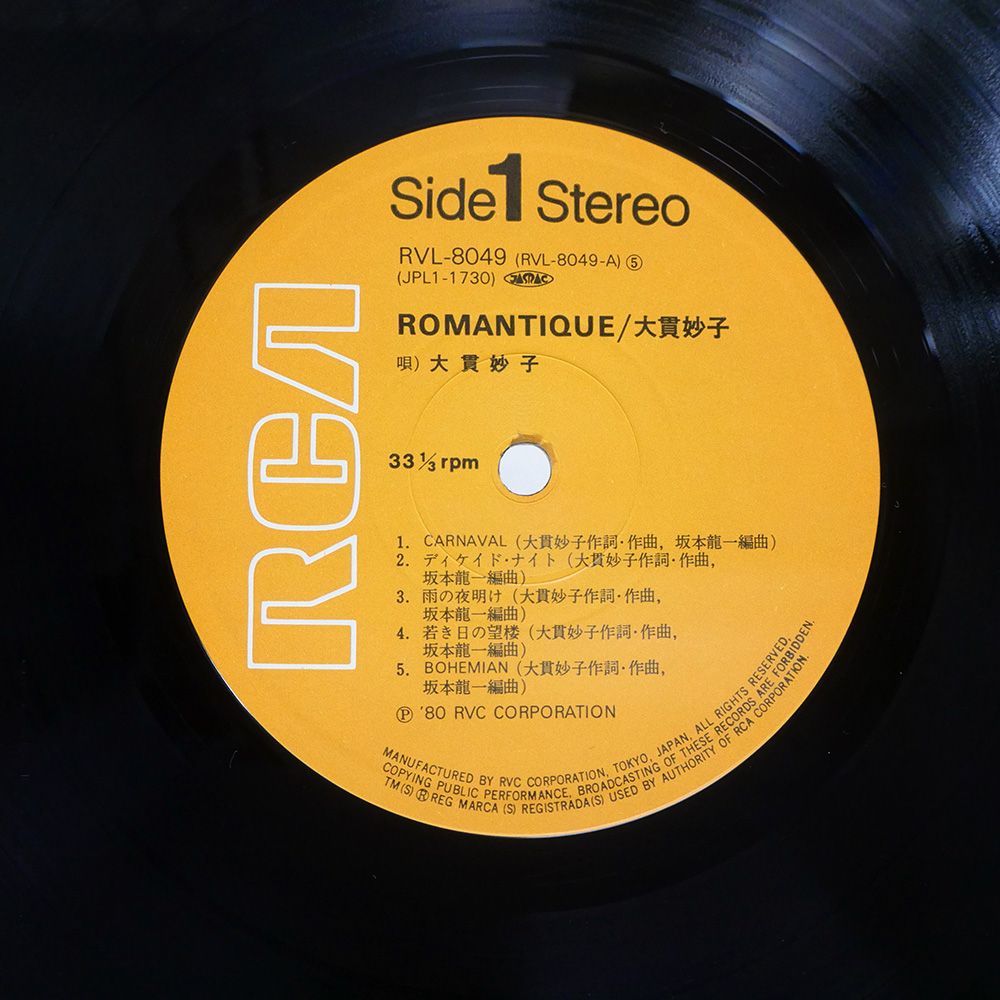 Side 1 Stereo
RVL-8049 (RVL-8049-A) ⑤
(JPL1-1730) JASRAC
ROMANTIQUE/大貫妙子
唄) 大貫妙子
RCA
33 1/3 rpm
1. CARNAVAL (大貫妙子作詞・作曲, 坂本龍一編曲)
2. ディケイド・ナイト (大貫妙子作詞・作曲,
坂本龍一編曲)
3. 雨の夜明け (大貫妙子作詞・作曲,
坂本龍一編曲)
4. 若き日の望楼 (大貫妙子作詞・作曲,
坂本龍一編曲)
5. BOHEMIAN (大貫妙子作詞・作曲,
坂本龍一編曲)
Ⓟ '80 RVC CORPORATION
MANUFACTURED BY RVC CORPORATION, TOKYO, JAPAN, ALL RIGHTS RESERVED.
COPYING PUBLIC PERFORMANCE, BROADCASTING OF THESE RECORDS ARE FORBIDDEN.
TM(S) ® REG MARCA (S) REGISTRADA(S) USED BY AUTHORITY OF RCA CORPORATION.